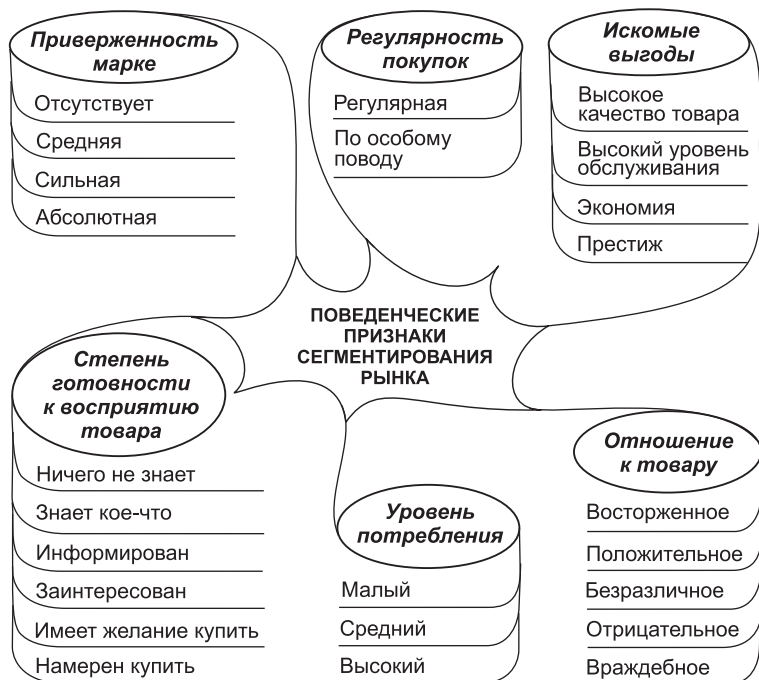 Приверженность
марке
Отсутствует
Средняя
Сильная
Абсолютная
Регулярность
покупок
Регулярная
По особому
поводу
Искомые
выгоды
Высокое
качество товара
Высокий уровень
обслуживания
Экономия
Престиж
ПОВЕДЕНЧЕСКИЕ
ПРИЗНАКИ
СЕГМЕНТИРОВАНИЯ
РЫНКА
Степень
готовности
к восприятию
товара
Ничего не знает
Знает кое-что
Информирован
Заинтересован
Имеет желание купить
Намерен купить
Уровень
потребления
Малый
Средний
Высокий
Отношение
к товару
Восторженное
Положительное
Безразличное
Отрицательное
Враждебное